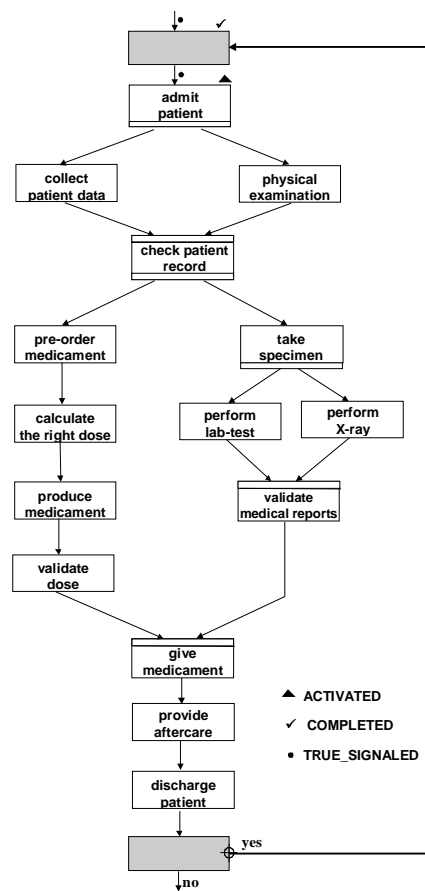 admit
patient
collect
patient data
physical
examination
check patient
record
pre-order
medicament
take
specimen
calculate
the right dose
perform
lab-test
perform
X-ray
produce
medicament
validate
medical reports
validate
dose
give
medicament
ACTIVATED
provide
aftercare
COMPLETED
TRUE_SIGNALED
discharge
patient
yes
no